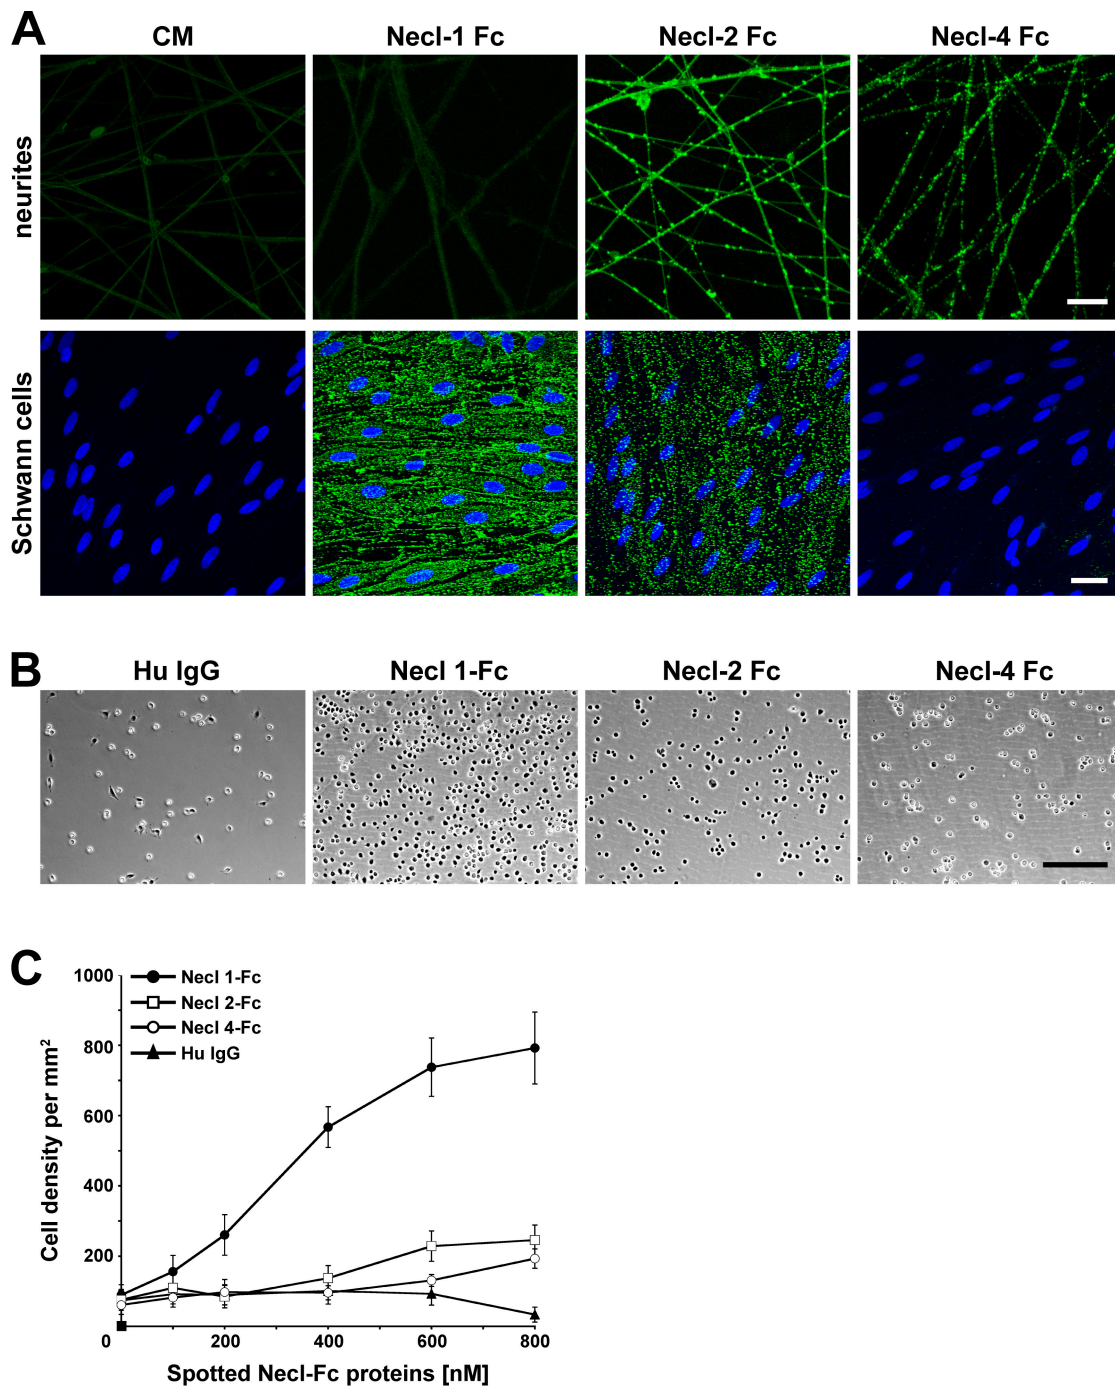 A
CM
Necl-1 Fc
Necl-2 Fc
Necl-4 Fc
neurites
Schwann cells
B
Hu IgG
Necl 1-Fc
Necl-2 Fc
Necl-4 Fc
C
Necl 1-Fc
Necl 2-Fc
Necl 4-Fc
Hu IgG
1000
800
600
400
200
0
200
400
600
800
Cell density per mm²
Spotted Necl-Fc proteins [nM]